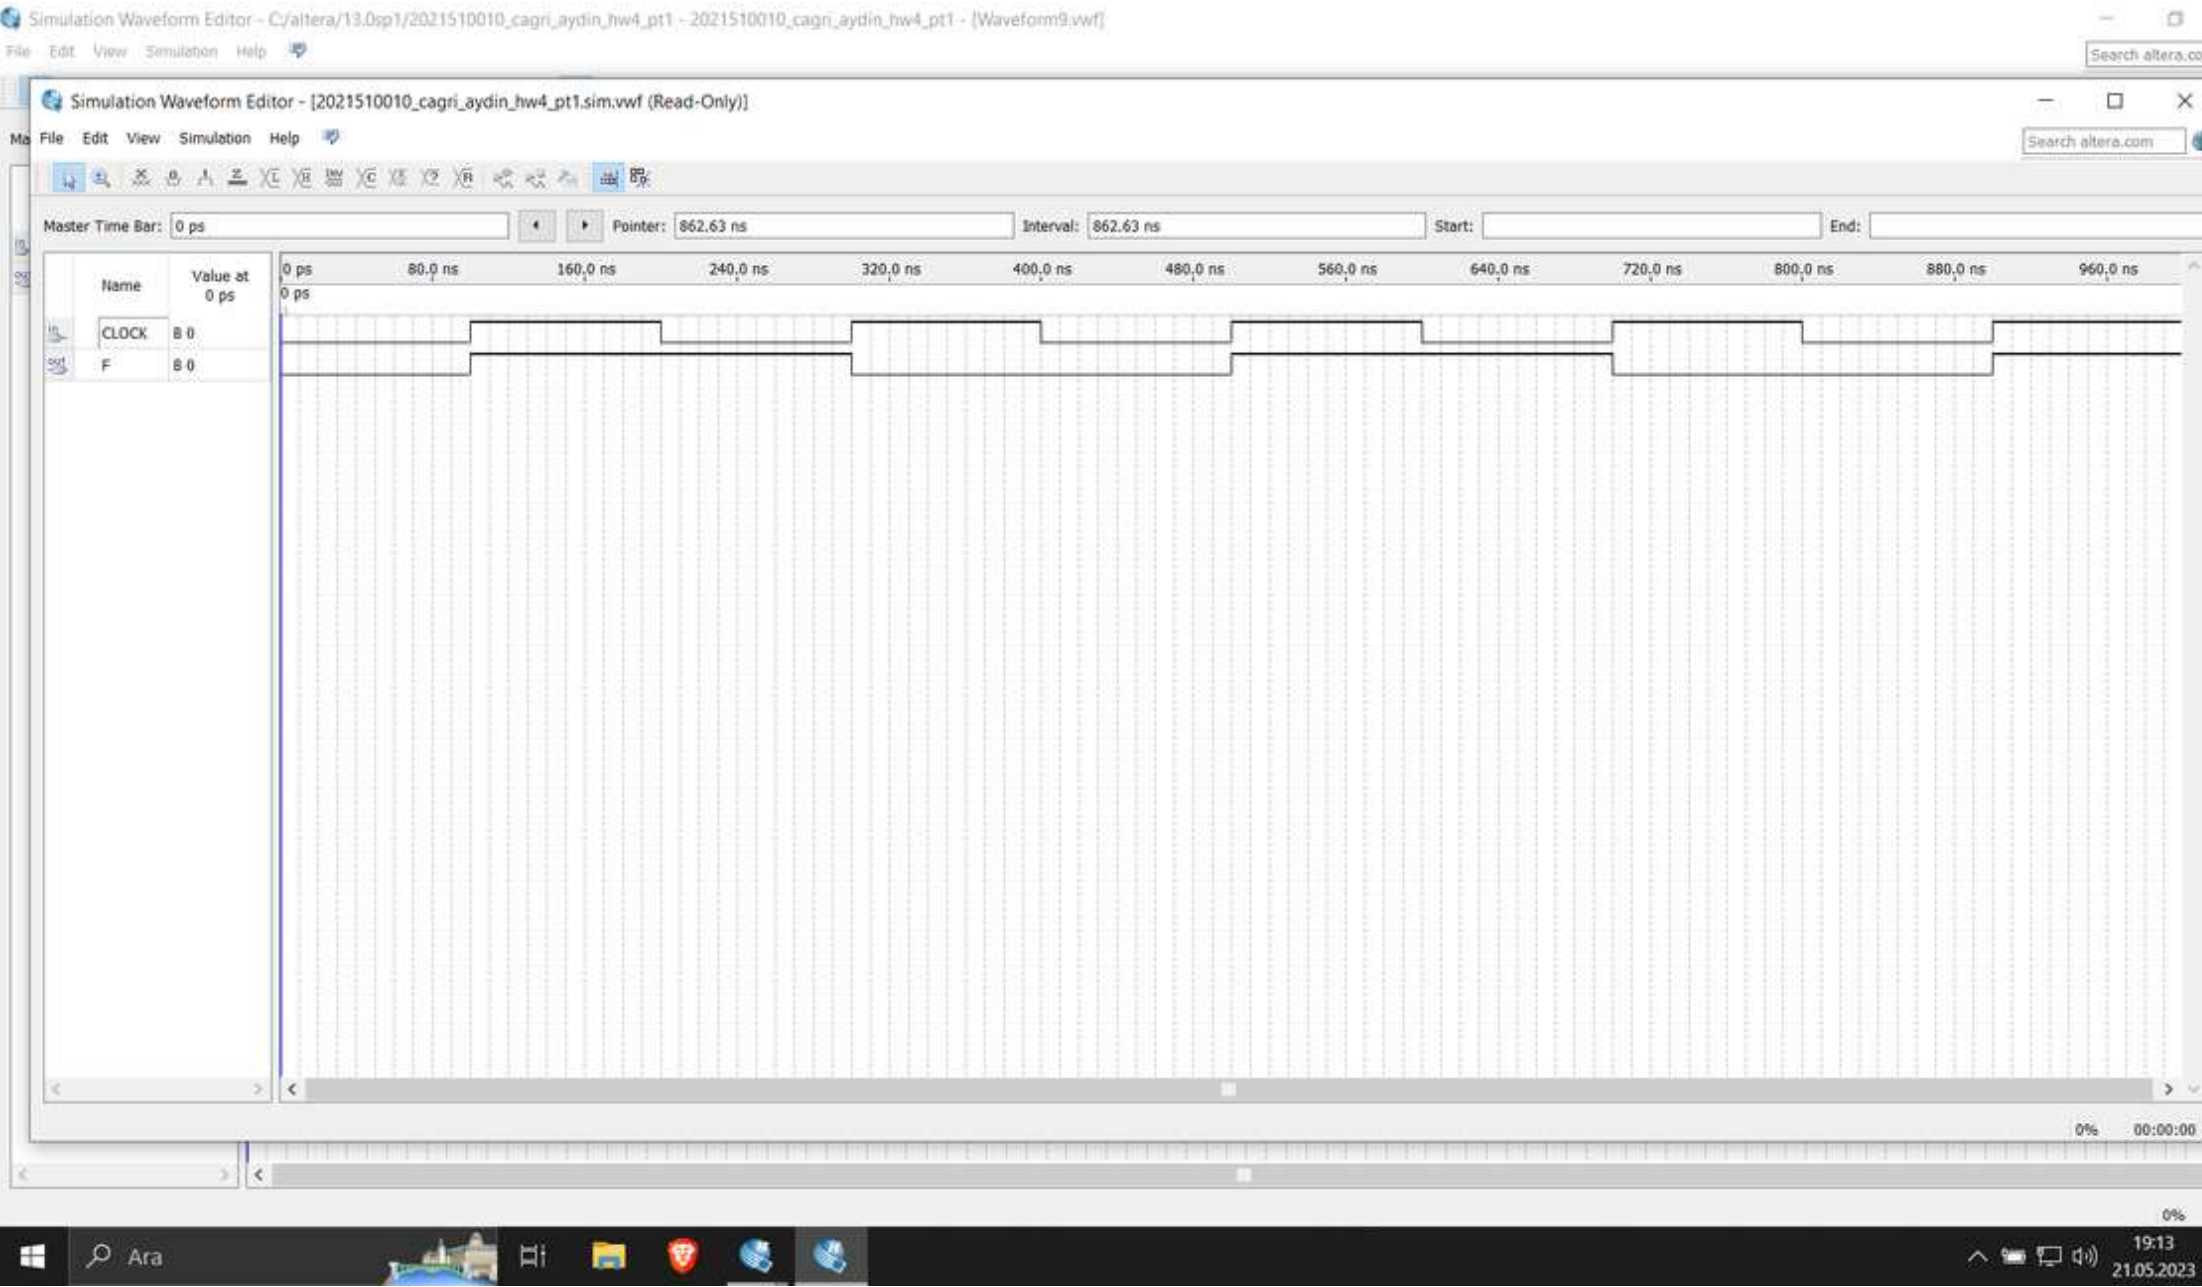 Simulation Waveform Editor - C:/altera/13.0sp1/2021510010_cagri_aydin_hw4_pt1 - 2021510010_cagri_aydin_hw4_pt1 - [Waveform9.vwf]
File Edit View Simulation Help
Search altera.co
Simulation Waveform Editor - [2021510010_cagri_aydin_hw4_pt1.sim.vwf (Read-Only)]
Ma File Edit View Simulation Help
Search altera.com
Master Time Bar: 0 ps Pointer: 862.63 ns Interval: 862.63 ns Start: End:
Name Value at 0 ps
0 ps 80.0 ns 160.0 ns 240.0 ns 320.0 ns 400.0 ns 480.0 ns 560.0 ns 640.0 ns 720.0 ns 800.0 ns 880.0 ns 960.0 ns
0 ps
CLOCK B 0
F B 0
0% 00:00:00
0%
Ara
19:13
21.05.2023